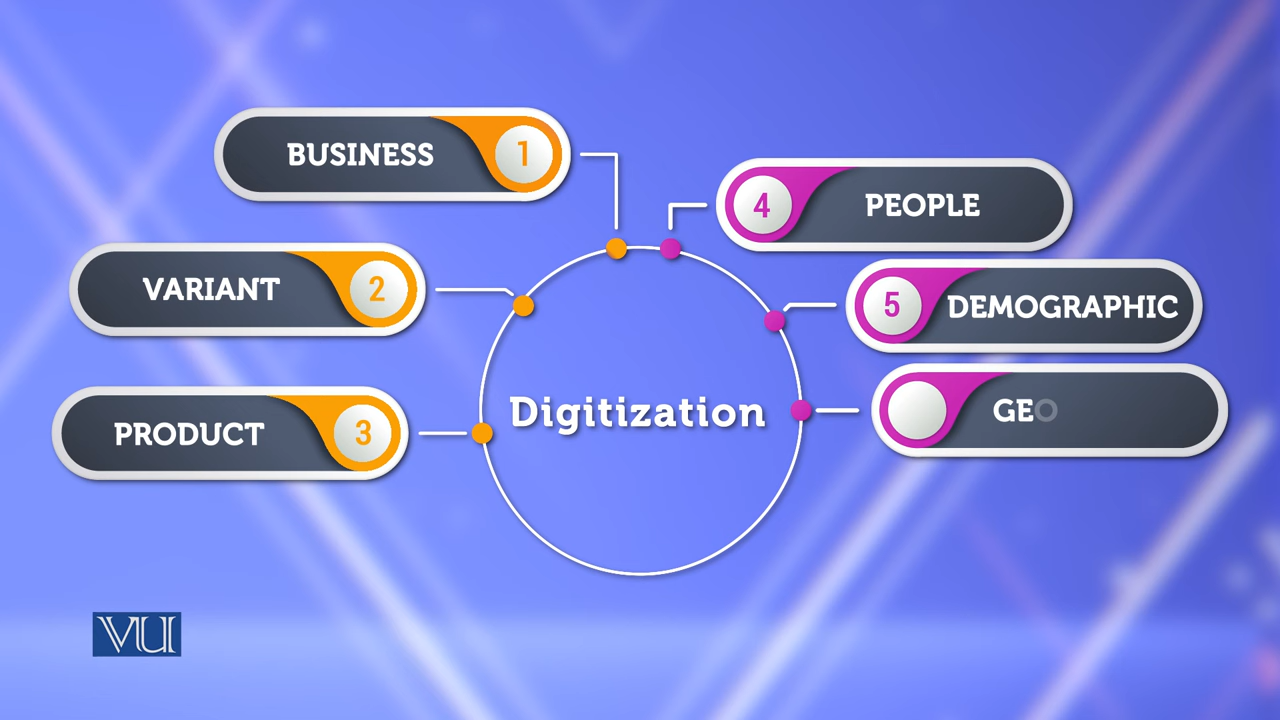 BUSINESS 1
VARIANT 2
PRODUCT 3
4 PEOPLE
5 DEMOGRAPHIC
GEO
Digitization
VU